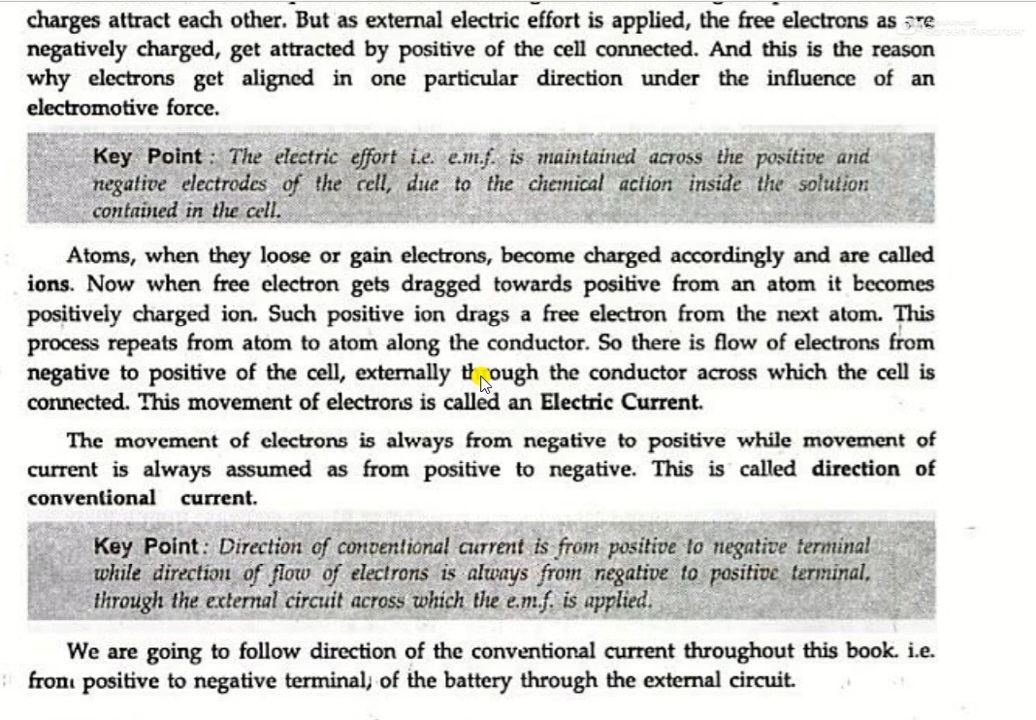 charges attract each other. But as external electric effort is applied, the free electrons as are
negatively charged, get attracted by positive of the cell connected. And this is the reason
why electrons get aligned in one particular direction under the influence of an
electromotive force.
Key Point : The electric effort i.e. e.m.f. is maintained across the positive and
negative electrodes of the cell, due to the chemical action inside the solution
contained in the cell.
Atoms, when they loose or gain electrons, become charged accordingly and are called
ions. Now when free electron gets dragged towards positive from an atom it becomes
positively charged ion. Such positive ion drags a free electron from the next atom. This
process repeats from atom to atom along the conductor. So there is flow of electrons from
negative to positive of the cell, externally through the conductor across which the cell is
connected. This movement of electrons is called an Electric Current.
The movement of electrons is always from negative to positive while movement of
current is always assumed as from positive to negative. This is called direction of
conventional current.
Key Point : Direction of conventional current is from positive to negative terminal
while direction of flow of electrons is always from negative to positive terminal,
through the external circuit across which the e.m.f. is applied.
We are going to follow direction of the conventional current throughout this book. i.e.
from positive to negative terminal, of the battery through the external circuit.